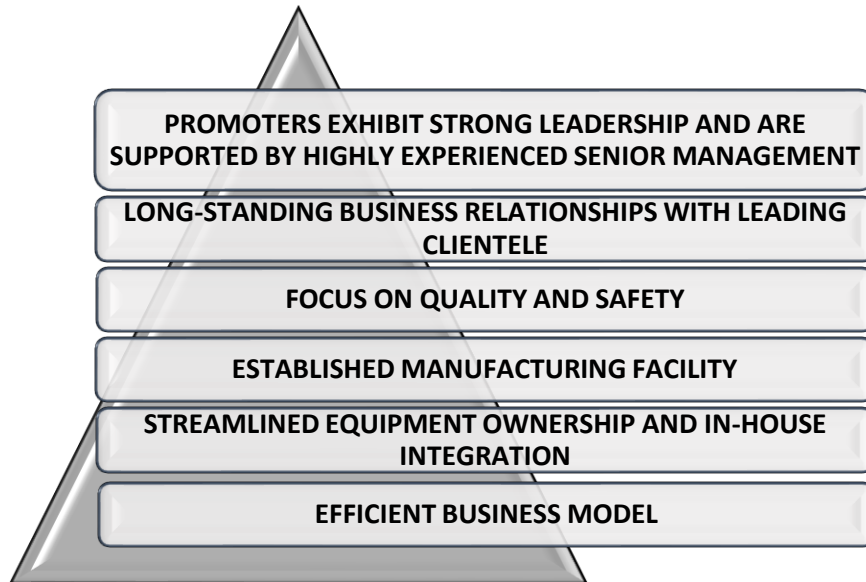 PROMOTERS EXHIBIT STRONG LEADERSHIP AND ARE
SUPPORTED BY HIGHLY EXPERIENCED SENIOR MANAGEMENT
LONG-STANDING BUSINESS RELATIONSHIPS WITH LEADING
CLIENTELE
FOCUS ON QUALITY AND SAFETY
ESTABLISHED MANUFACTURING FACILITY
STREAMLINED EQUIPMENT OWNERSHIP AND IN-HOUSE
INTEGRATION
EFFICIENT BUSINESS MODEL